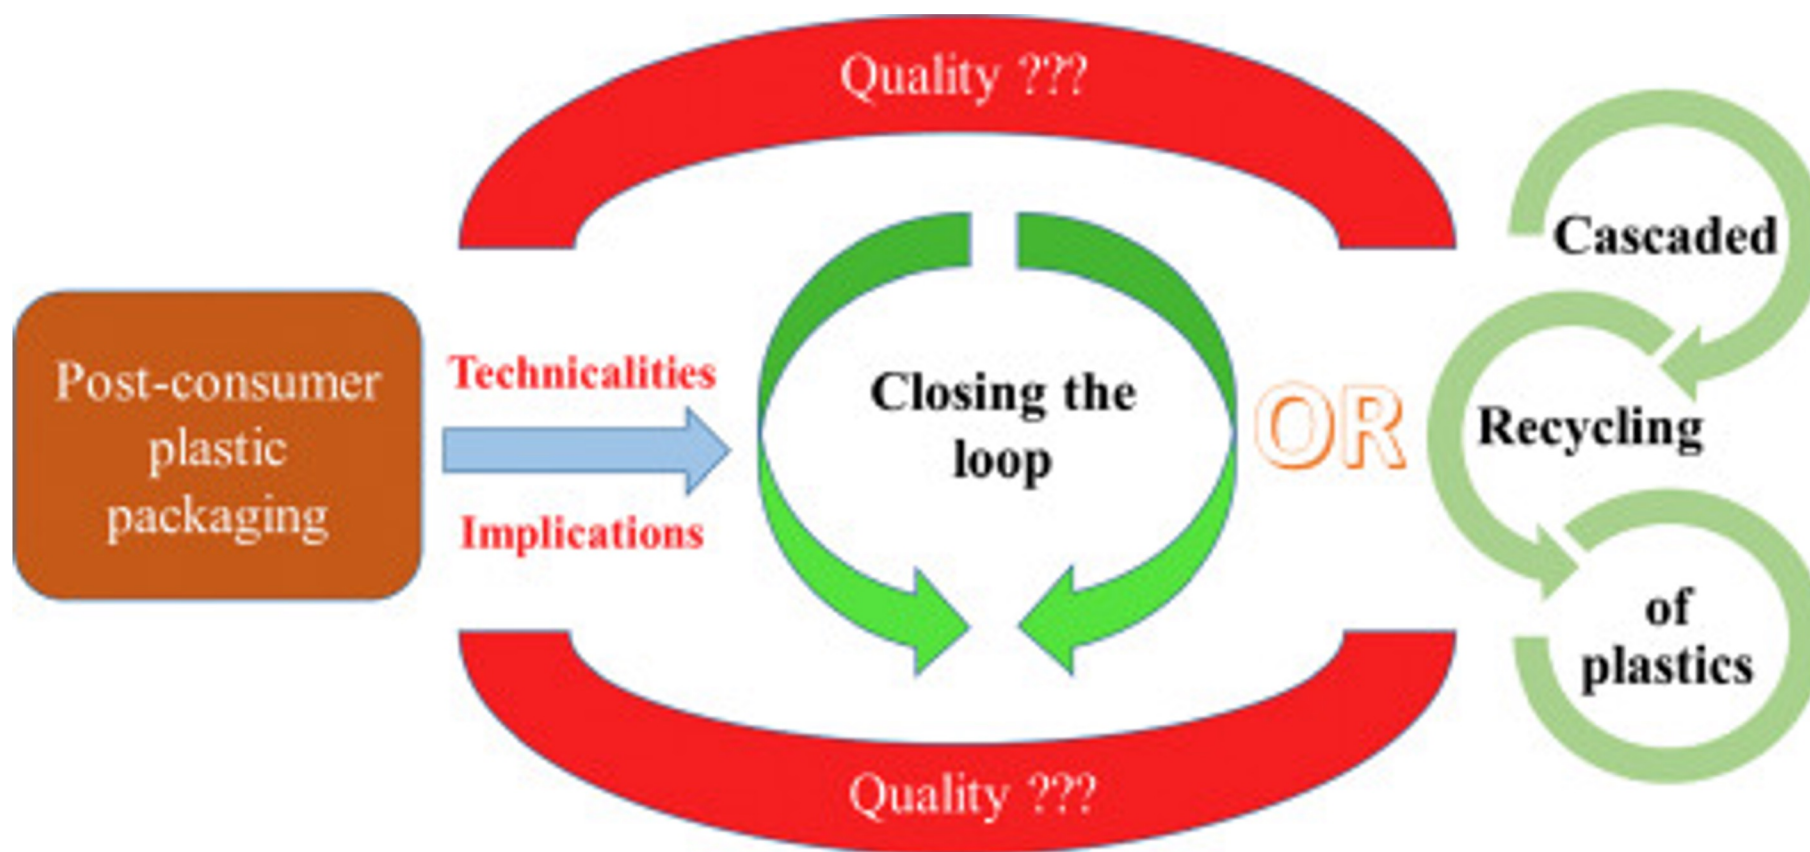 Quality ???
Post-consumer
plastic
packaging
Technicalities
Implications
Closing the
loop
OR
Cascaded
Recycling
of
plastics
Quality ???